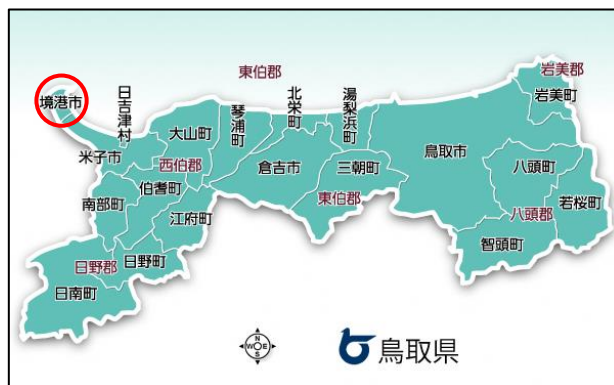 東伯郡
岩美郡
境港市
日吉津村
北栄町
湯梨浜町
岩美町
大山町
琴浦町
米子市
西伯郡
倉吉市
三朝町
鳥取市
八頭町
伯耆町
南部町
東伯郡
若桜町
江府町
八頭郡
智頭町
日野郡
日野町
日南町
N
W E
S
鳥取県